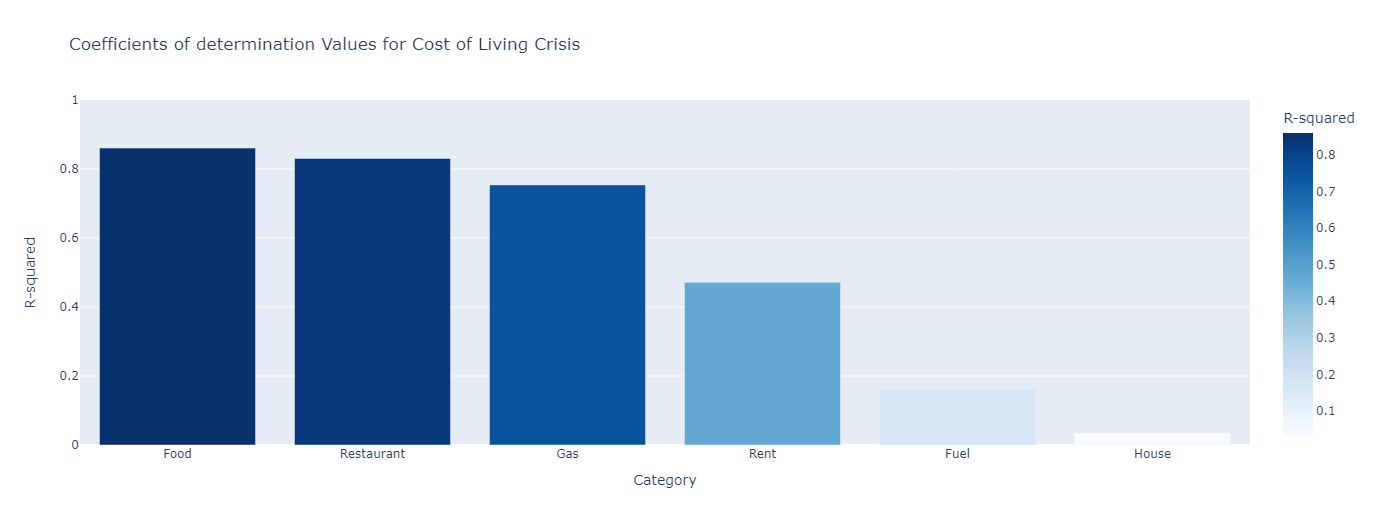 Coefficients of determination Values for Cost of Living Crisis
R-squared
1
0.8
0.6
0.4
0.2
0
Food Restaurant Gas Rent Fuel House
Category
R-squared
0.8
0.7
0.6
0.5
0.4
0.3
0.2
0.1